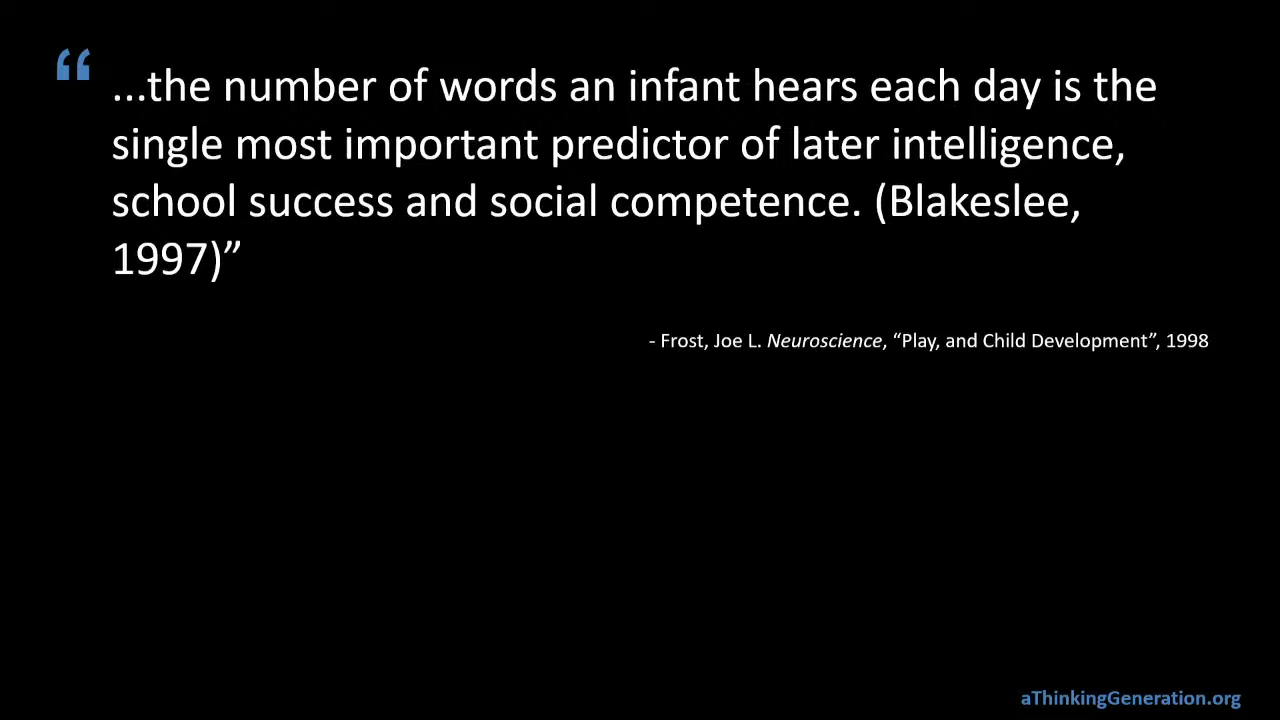 “ ...the number of words an infant hears each day is the
single most important predictor of later intelligence,
school success and social competence. (Blakeslee,
1997)”
- Frost, Joe L. Neuroscience, “Play, and Child Development”, 1998
aThinkingGeneration.org